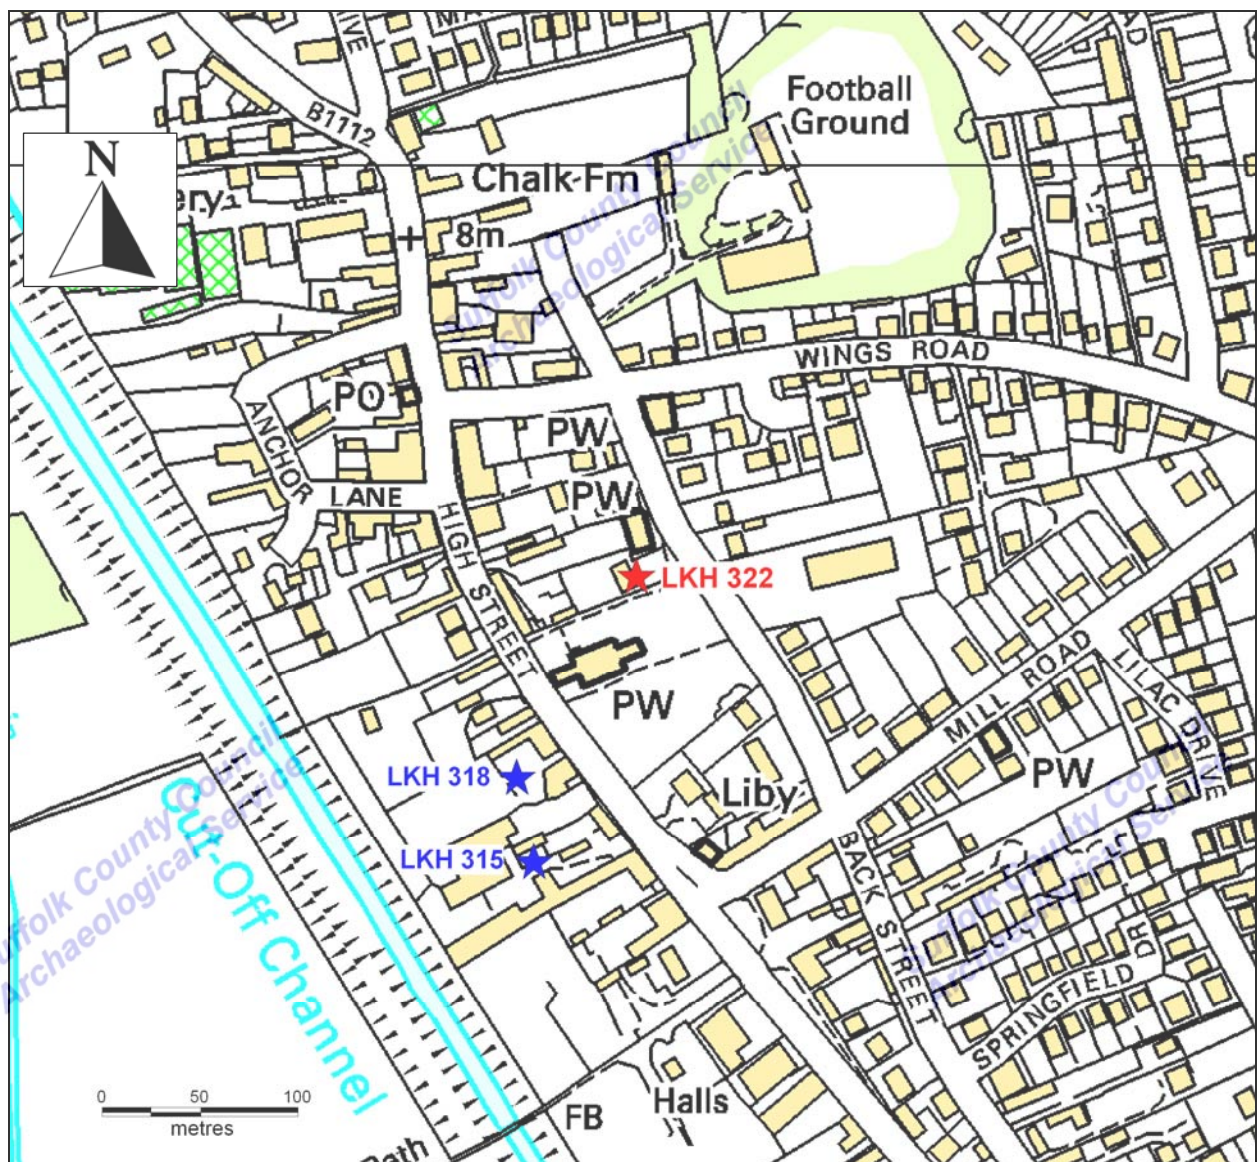 B1112
Football
Ground
N
Chalk Fm
8m
WINGS ROAD
PO
PW
ANCHOR
LANE
PW
HIGH STREET
LKH 322
PW
MILL ROAD
LILAC DRIVE
LKH 318
Liby
PW
LKH 315
BACK STREET
Cut-Off Channel
SPRINGFIELD
DR
0 50 100
metres
Halls
FB
Suffolk County Council
Archaeological Service
Suffolk County Council
Archaeological Service
Suffolk County Council
Archaeological Service